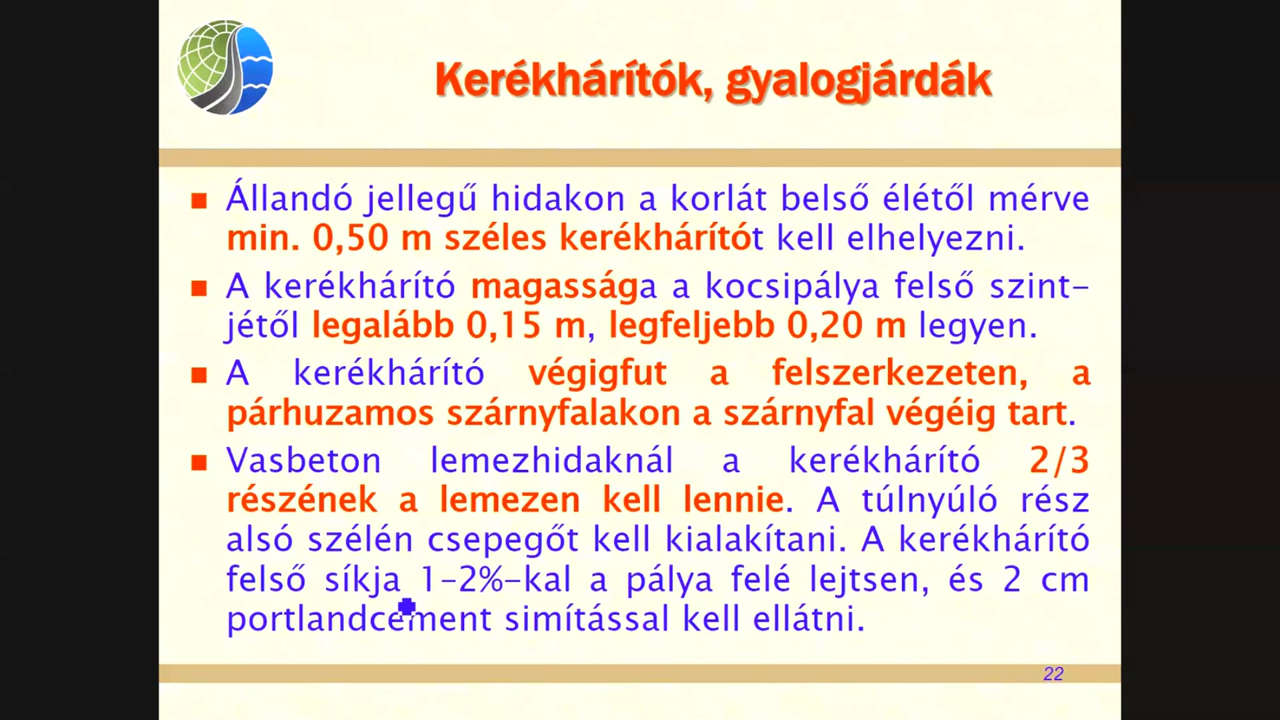 Kerékhárítók, gyalogjárdák
Állandó jellegű hidakon a korlát belső élétől mérve
min. 0,50 m széles kerékhárítót kell elhelyezni.
A kerékhárító magassága a kocsipálya felső szint-
jétől legalább 0,15 m, legfeljebb 0,20 m legyen.
A kerékhárító végigfut a felszerkezeten, a
párhuzamos szárnyfalakon a szárnyfal végéig tart.
Vasbeton lemezhidaknál a kerékhárító 2/3
részének a lemezen kell lennie. A túlnyúló rész
alsó szélén csepegőt kell kialakítani. A kerékhárító
felső síkja 1-2%-kal a pálya felé lejtsen, és 2 cm
portlandcement simítással kell ellátni.
22